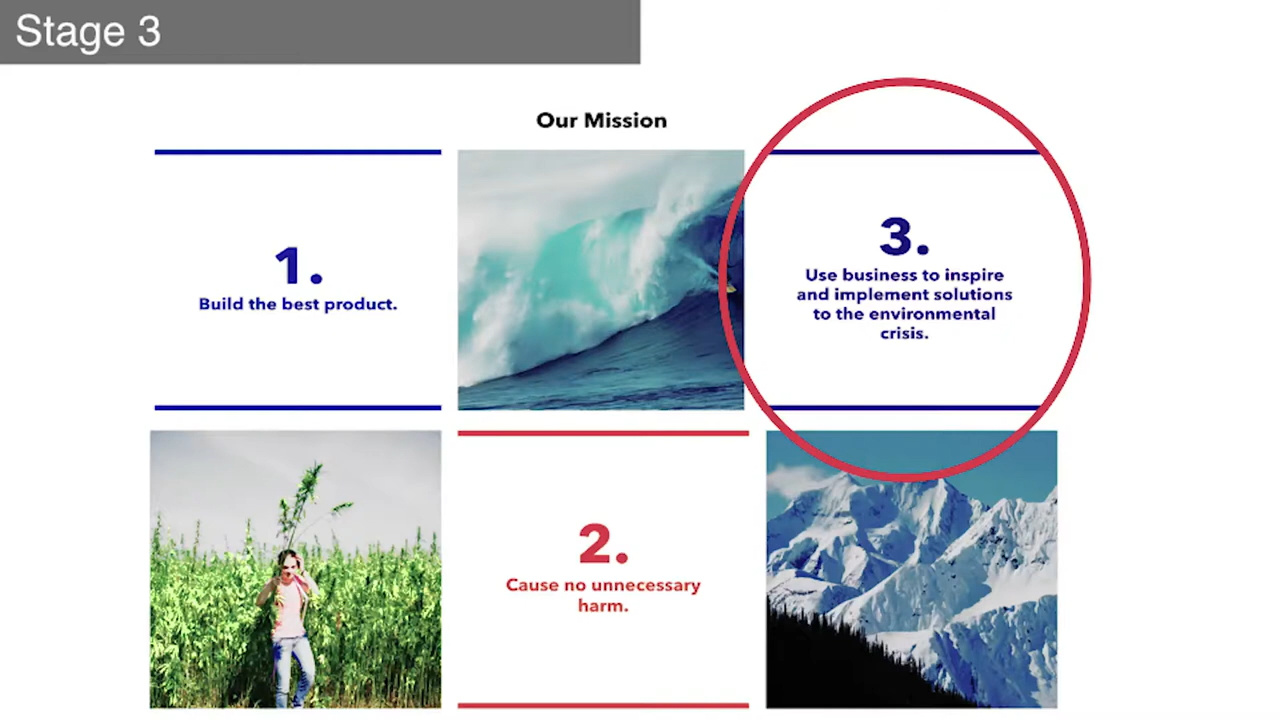 Stage 3
Our Mission
1.
Build the best product.
3.
Use business to inspire
and implement solutions
to the environmental
crisis.
2.
Cause no unnecessary
harm.